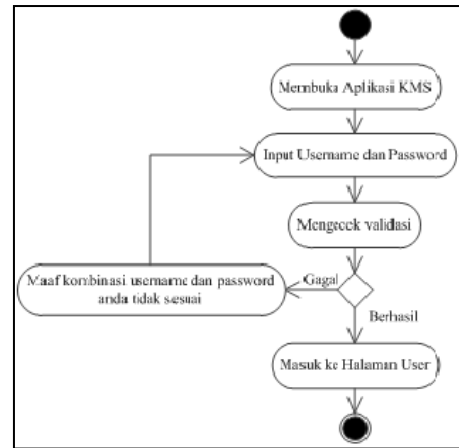 Membuka Aplikasi KMS
Input Username dan Password
Mengecek validasi
Gagal
Maaf kombinasi username dan password
anda tidak sesuai
Berhasil
Masuk ke Halaman User